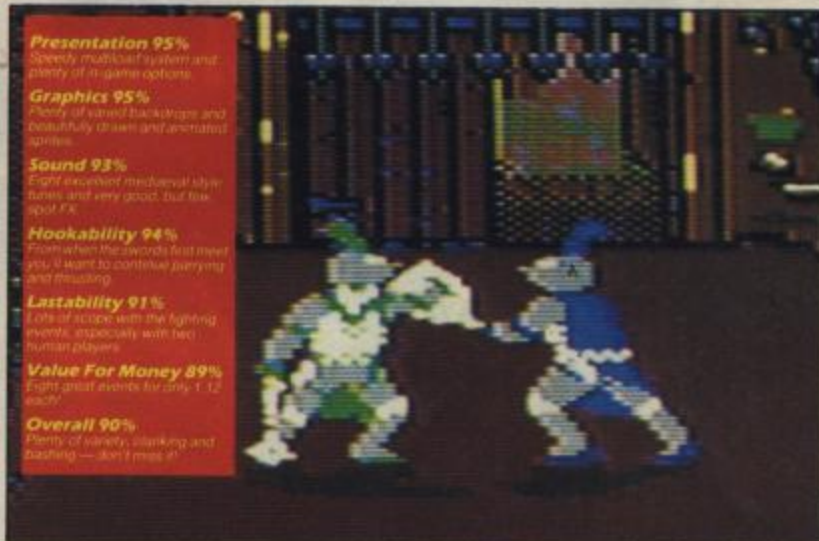 Presentation 95%
Speedy multiload system and
plenty of in-game options.
Graphics 95%
Plenty of varied backdrops and
beautifully drawn and animated
sprites.
Sound 93%
Eight excellent mediaeval style
tunes and very good, but few
spot FX.
Hookability 94%
From when the swords first meet
you'll want to continue parrying
and thrusting.
Lastability 91%
Lots of scope with the fighting
events, especially with two
human players.
Value For Money 89%
Eight great events for only 1.12
each!
Overall 90%
Plenty of variety, clanking and
bashing — don't miss it!